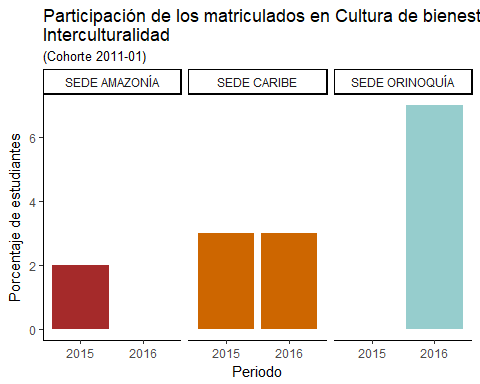 Participación de los matriculados en Cultura de bienest
Interculturalidad
(Cohorte 2011-01)
SEDE AMAZONÍA SEDE CARIBE SEDE ORINOQUÍA
Porcentaje de estudiantes
6
4
2
0
2015 2016 2015 2016 2015 2016
Periodo